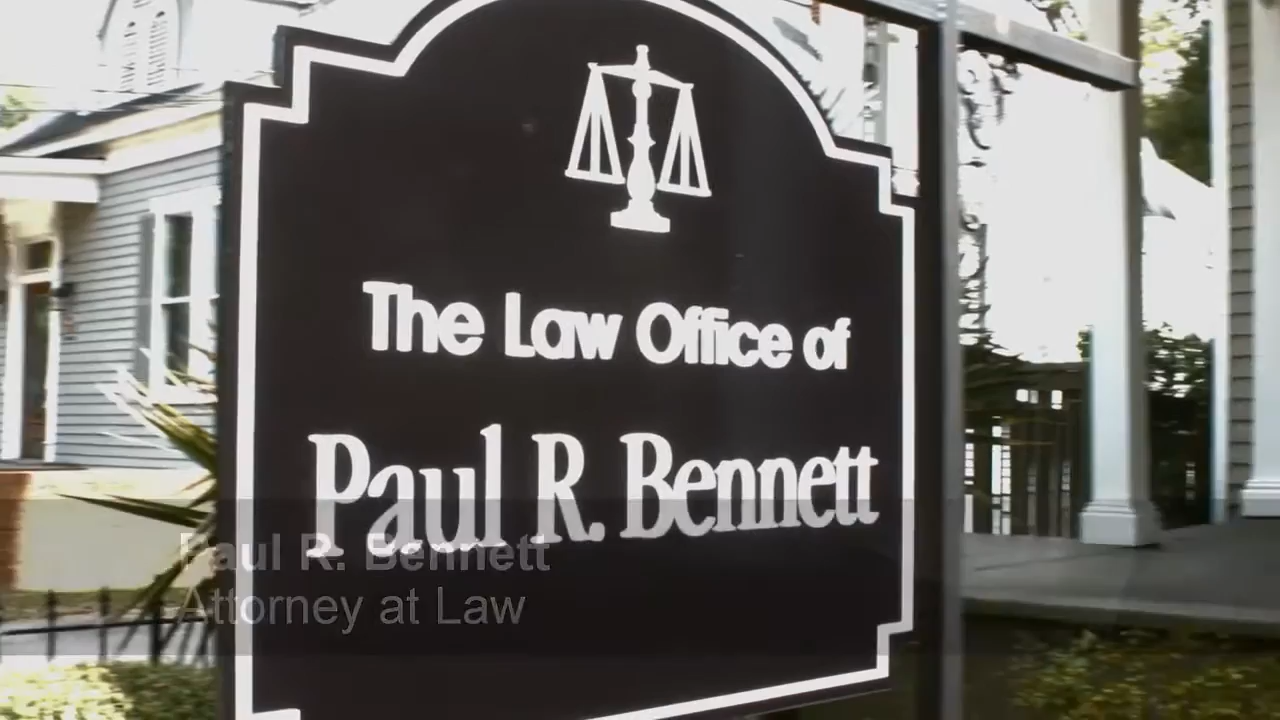 The Law Office of
Paul R. Bennett
Paul R. Bennett
Attorney at Law